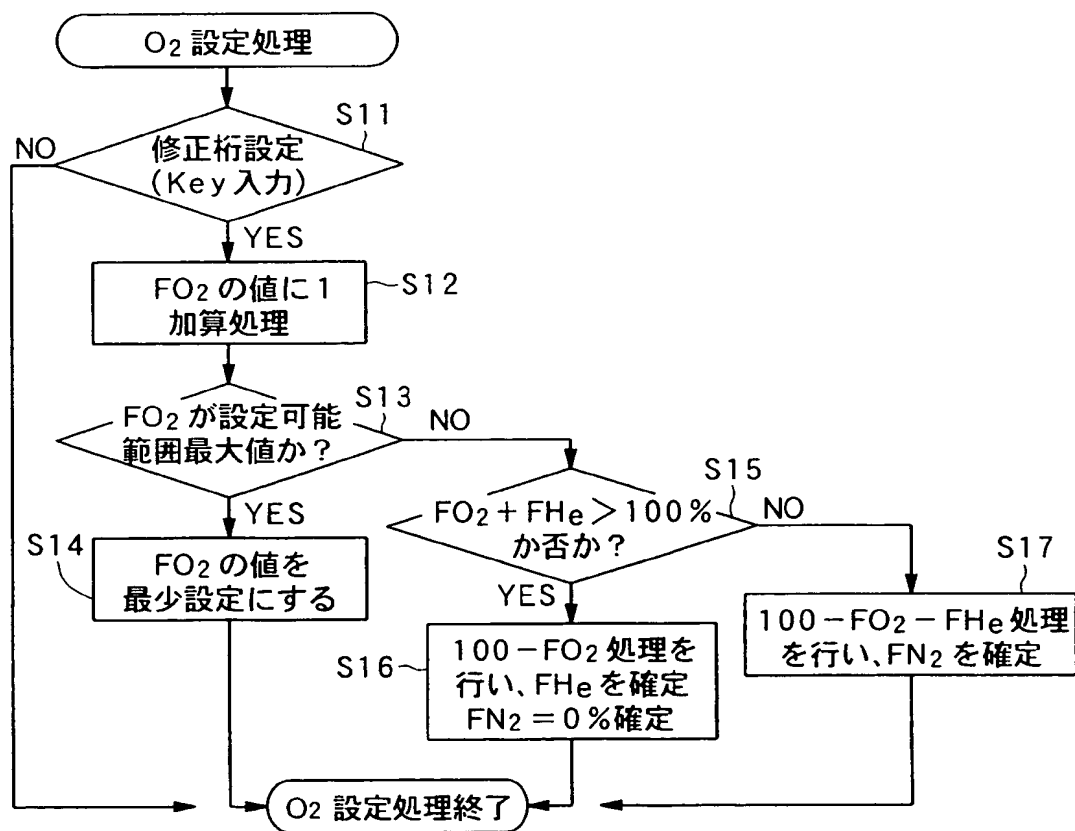 O2 設定処理
S11
NO
修正桁設定
(Key 入力)
YES
FO2 の値に1
加算処理
S12
S13
FO2 が設定可能
範囲最大値か?
NO
YES
S15
FO2+FHe>100%
か否か?
NO
YES
S14
FO2 の値を
最少設定にする
S17
100-FO2-FHe 処理
を行い、FN2 を確定
S16
100-FO2 処理を
行い、FHe を確定
FN2=0%確定
O2 設定処理終了